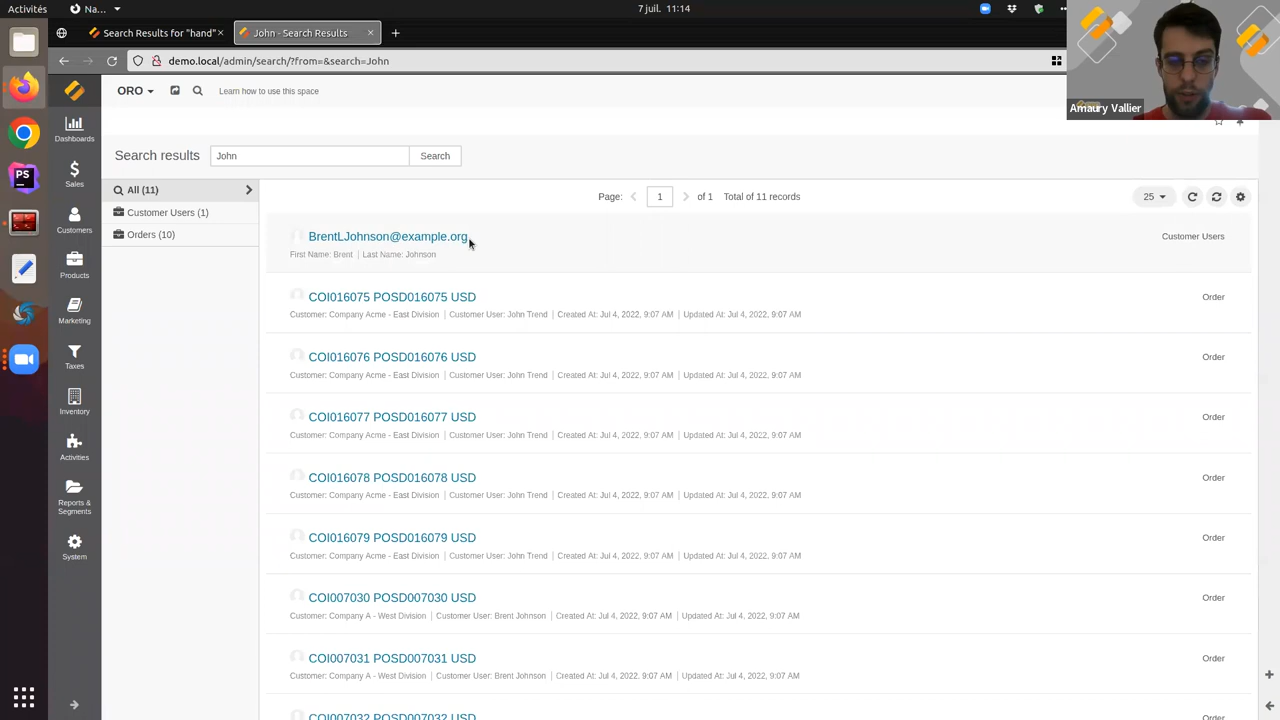 Activités
Na...
7 juil. 11:14
Search Results for "hand"
John - Search Results
demo.local/admin/search/?from=&search=John
Amaury Vallier
ORO
Learn how to use this space
Dashboards
Sales
Customers
Products
Marketing
Taxes
Inventory
Activities
Reports & Segments
System
PS
Search results
John
Search
All (11)
Customer Users (1)
Orders (10)
Page: 1 of 1 Total of 11 records
25
BrentLJohnson@example.org
Customer Users
First Name: Brent | Last Name: Johnson
COI016075 POSD016075 USD
Order
Customer: Company Acme - East Division | Customer User: John Trend | Created At: Jul 4, 2022, 9:07 AM | Updated At: Jul 4, 2022, 9:07 AM
COI016076 POSD016076 USD
Order
Customer: Company Acme - East Division | Customer User: John Trend | Created At: Jul 4, 2022, 9:07 AM | Updated At: Jul 4, 2022, 9:07 AM
COI016077 POSD016077 USD
Order
Customer: Company Acme - East Division | Customer User: John Trend | Created At: Jul 4, 2022, 9:07 AM | Updated At: Jul 4, 2022, 9:07 AM
COI016078 POSD016078 USD
Order
Customer: Company Acme - East Division | Customer User: John Trend | Created At: Jul 4, 2022, 9:07 AM | Updated At: Jul 4, 2022, 9:07 AM
COI016079 POSD016079 USD
Order
Customer: Company Acme - East Division | Customer User: John Trend | Created At: Jul 4, 2022, 9:07 AM | Updated At: Jul 4, 2022, 9:07 AM
COI007030 POSD007030 USD
Order
Customer: Company A - West Division | Customer User: Brent Johnson | Created At: Jul 4, 2022, 9:07 AM | Updated At: Jul 4, 2022, 9:07 AM
COI007031 POSD007031 USD
Order
Customer: Company A - West Division | Customer User: Brent Johnson | Created At: Jul 4, 2022, 9:07 AM | Updated At: Jul 4, 2022, 9:07 AM
COI007032 POSD007032 USD
Order